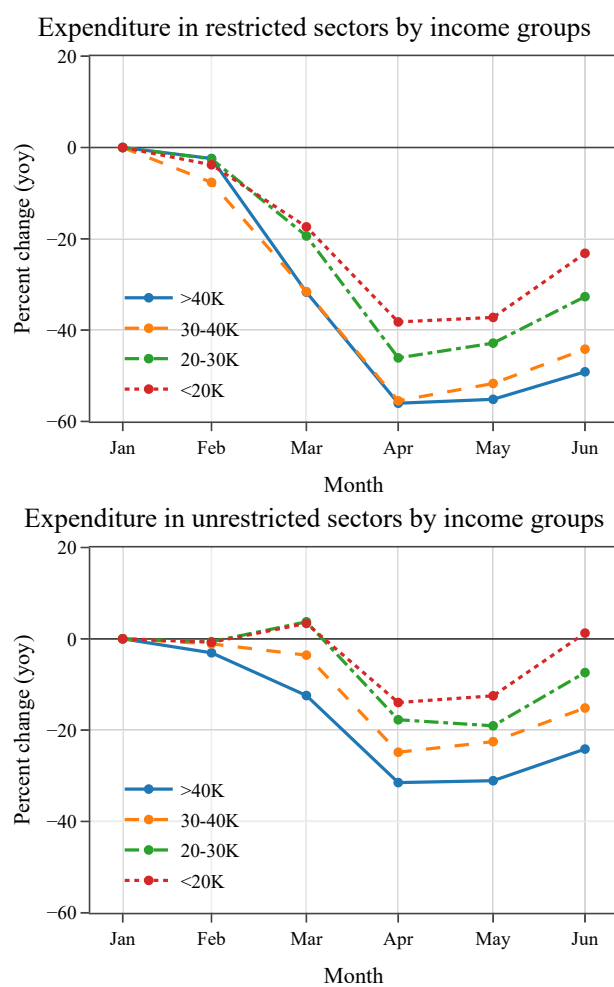 Expenditure in restricted sectors by income groups
20
0
−20
−40
−60
Percent change (yoy)
>40K
30-40K
20-30K
<20K
Jan Feb Mar Apr May Jun
Month
Expenditure in unrestricted sectors by income groups
20
0
−20
−40
−60
Percent change (yoy)
>40K
30-40K
20-30K
<20K
Jan Feb Mar Apr May Jun
Month